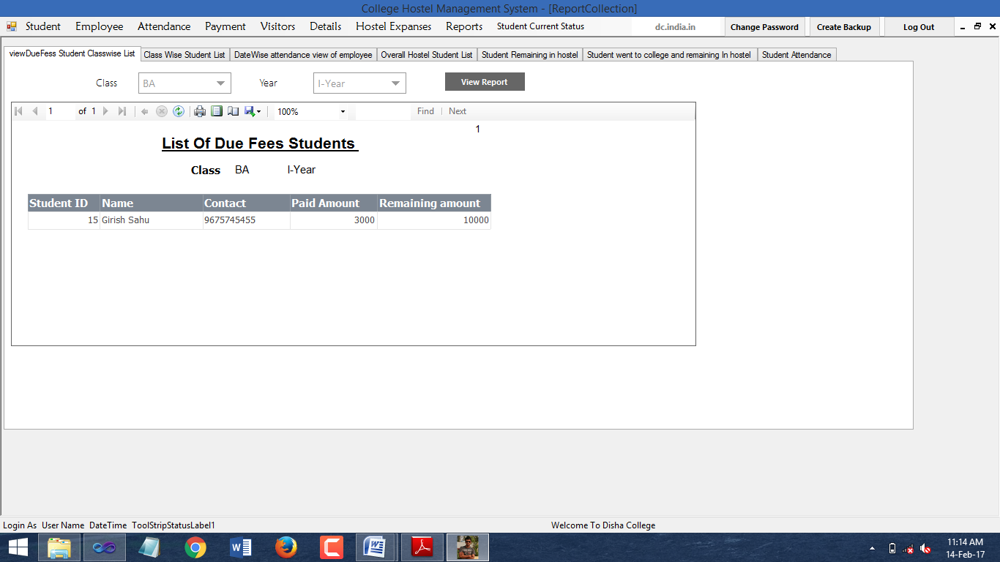 College Hostel Management System - [ReportCollection]
Student Employee Attendance Payment Visitors Details Hostel Expanses Reports Student Current Status dc.india.in Change Password Create Backup Log Out
viewDueFess Student Classwise List Class Wise Student List DateWise attendance view of employee Overall Hostel Student List Student Remaining in hostel Student went to college and remaining In hostel Student Attendance
Class BA Year I-Year View Report
1 of 1 100% Find Next
1
List Of Due Fees Students
Class BA I-Year
Student ID Name Contact Paid Amount Remaining amount
15 Girish Sahu 9675745455 3000 10000
Login As User Name DateTime ToolStripStatusLabel1 Welcome To Disha College
11:14 AM
14-Feb-17